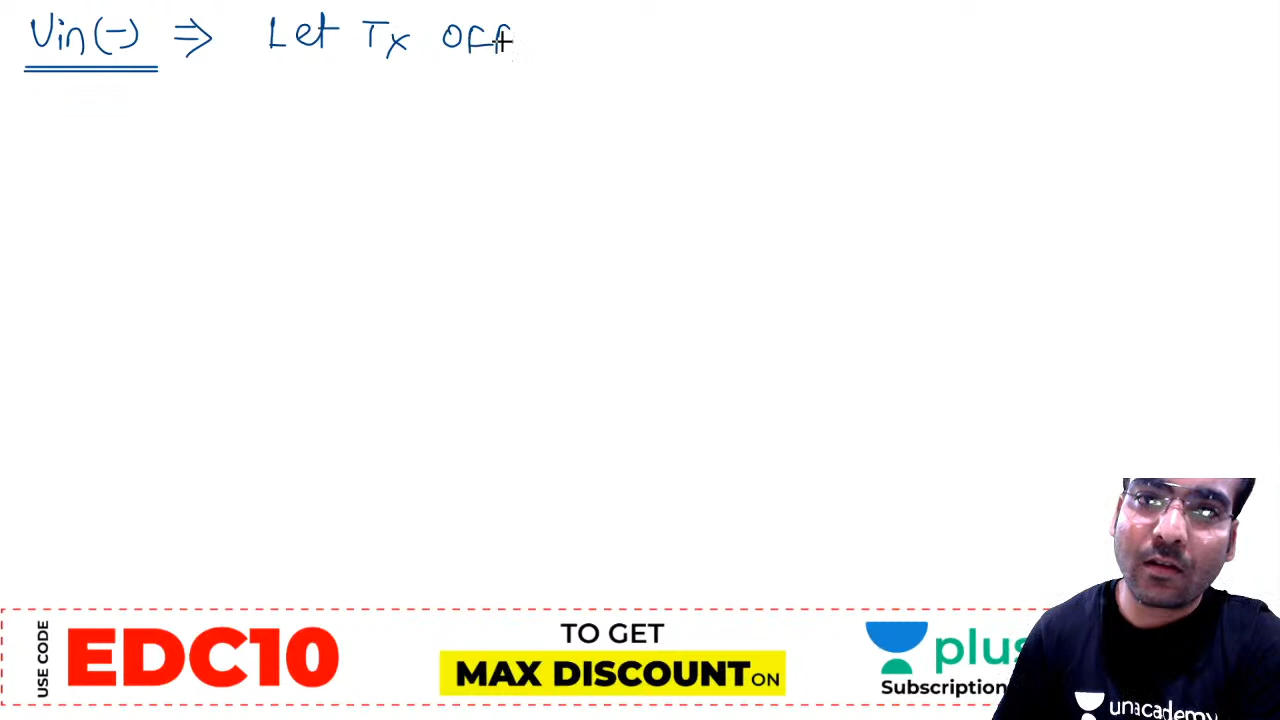 Vin(-) ⇒ Let Tx OFF
USE CODE
EDC10
TO GET
MAX DISCOUNT ON
plus
Subscription
unacademy